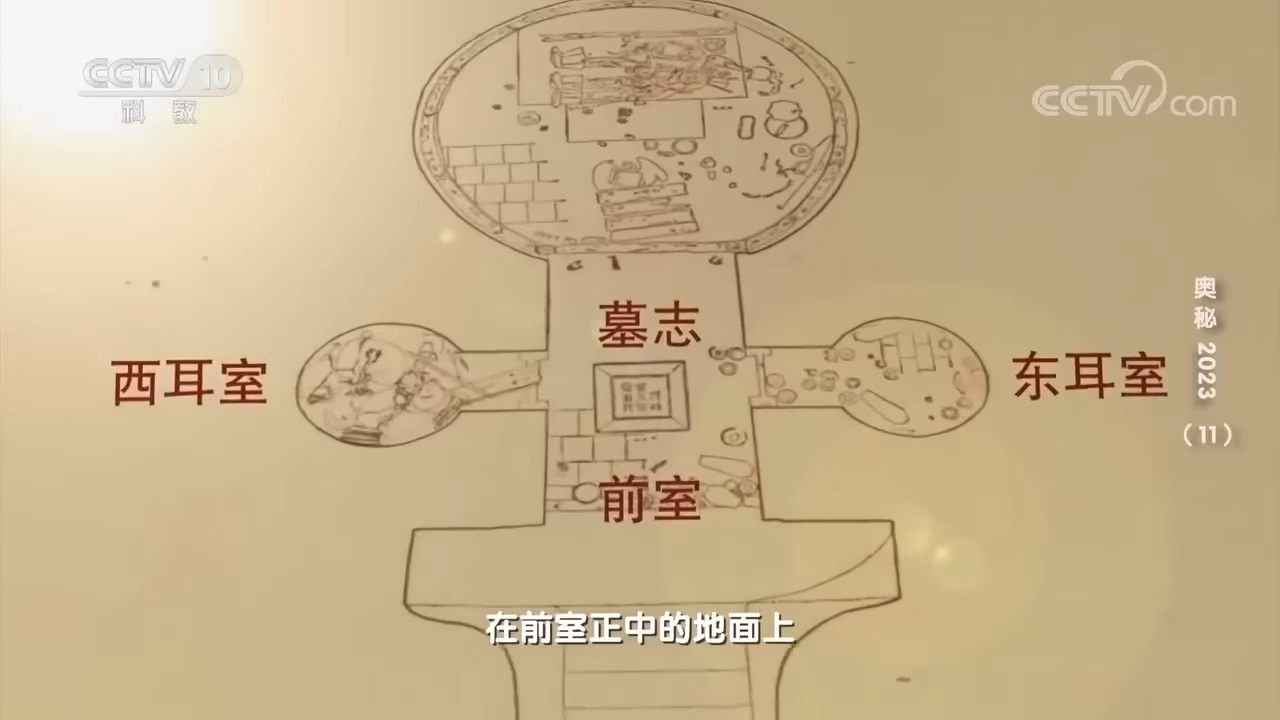 CCTV 10
科教
CCTV.com
墓志
西耳室
东耳室
前室
奥秘 2023 (11)
在前室正中的地面上